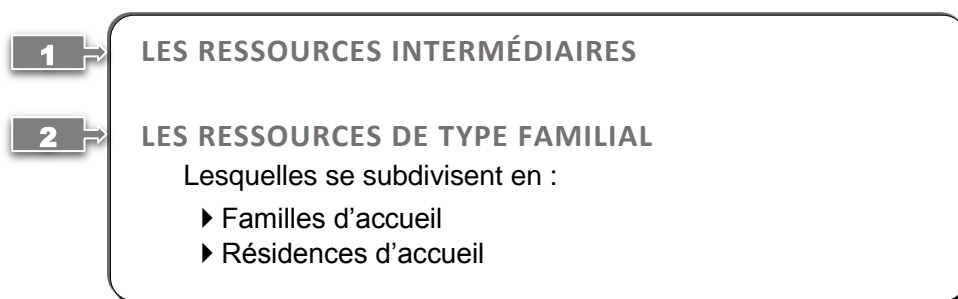 1 LES RESSOURCES INTERMÉDIAIRES
2 LES RESSOURCES DE TYPE FAMILIAL
Lesquelles se subdivisent en :
Familles d'accueil
Résidences d'accueil